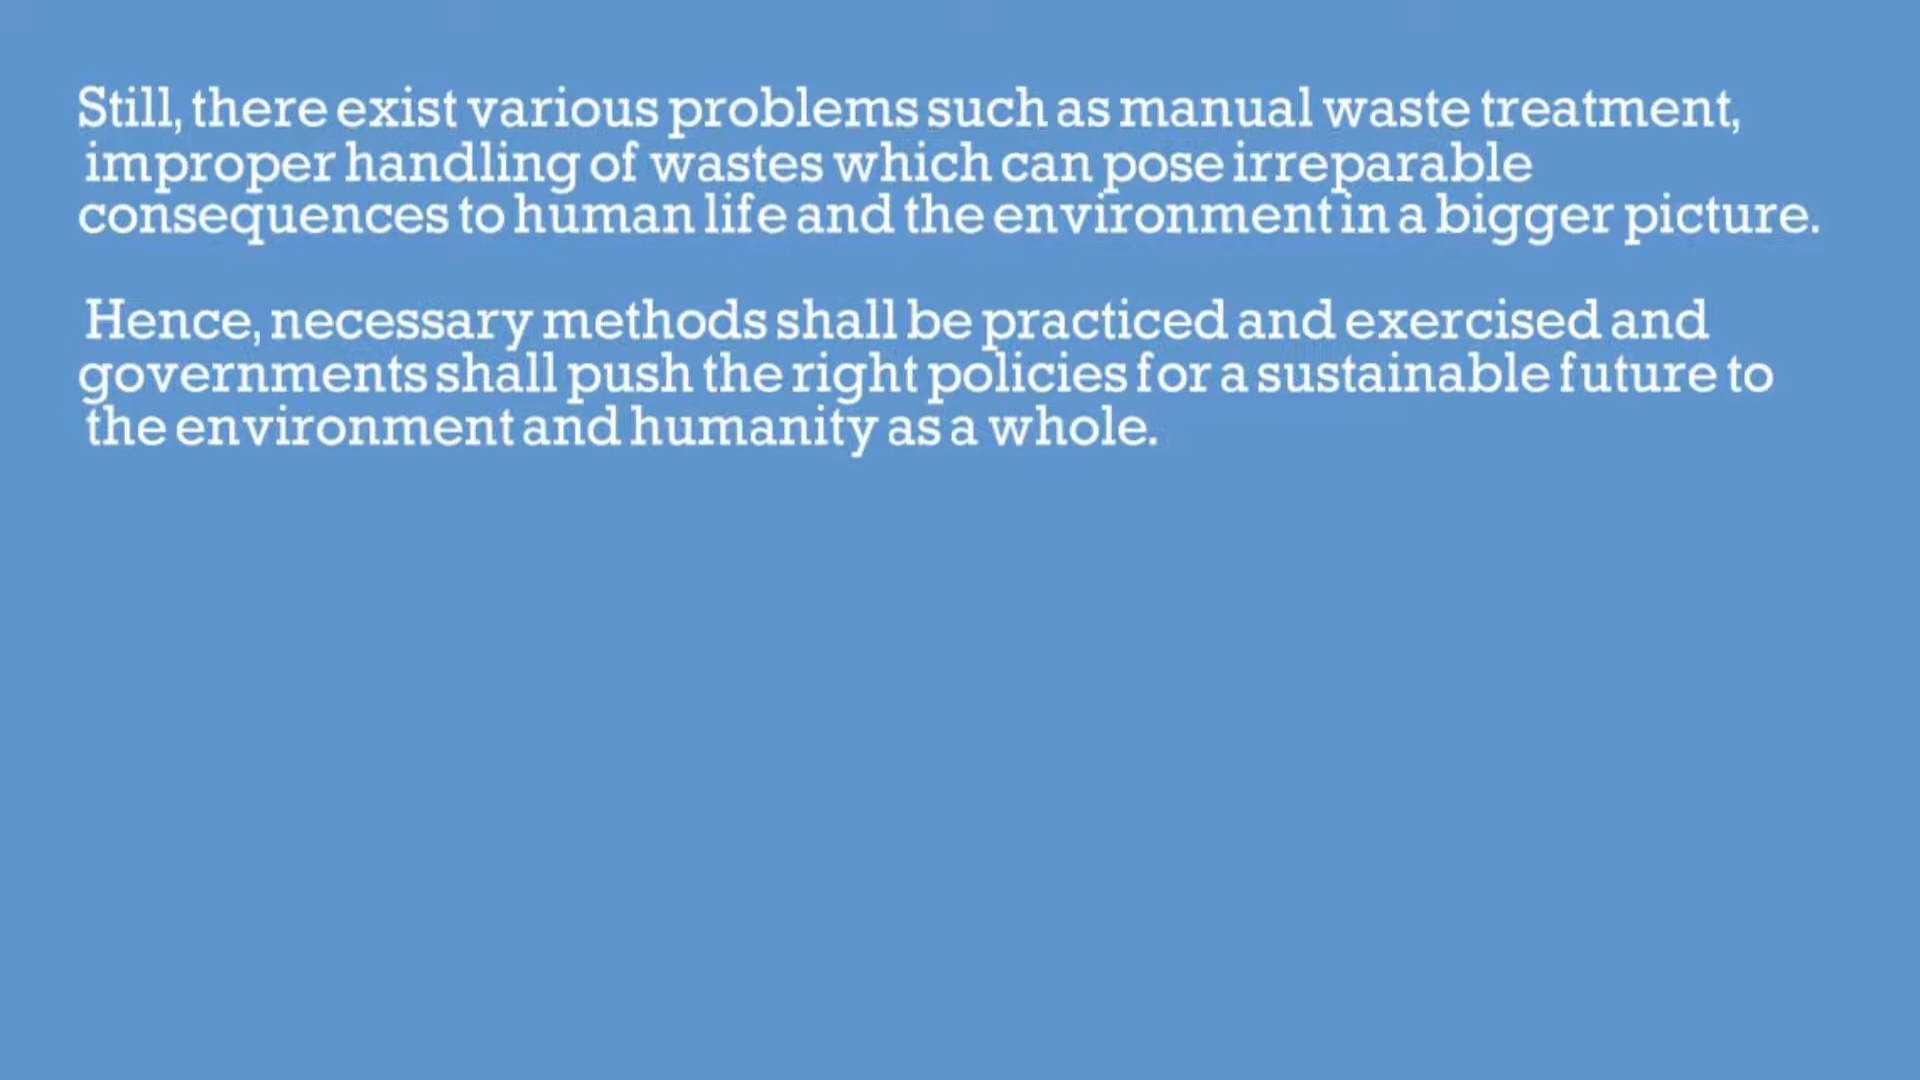 Still, there exist various problems such as manual waste treatment,
improper handling of wastes which can pose irreparable
consequences to human life and the environment in a bigger picture.
Hence, necessary methods shall be practiced and exercised and
governments shall push the right policies for a sustainable future to
the environment and humanity as a whole.